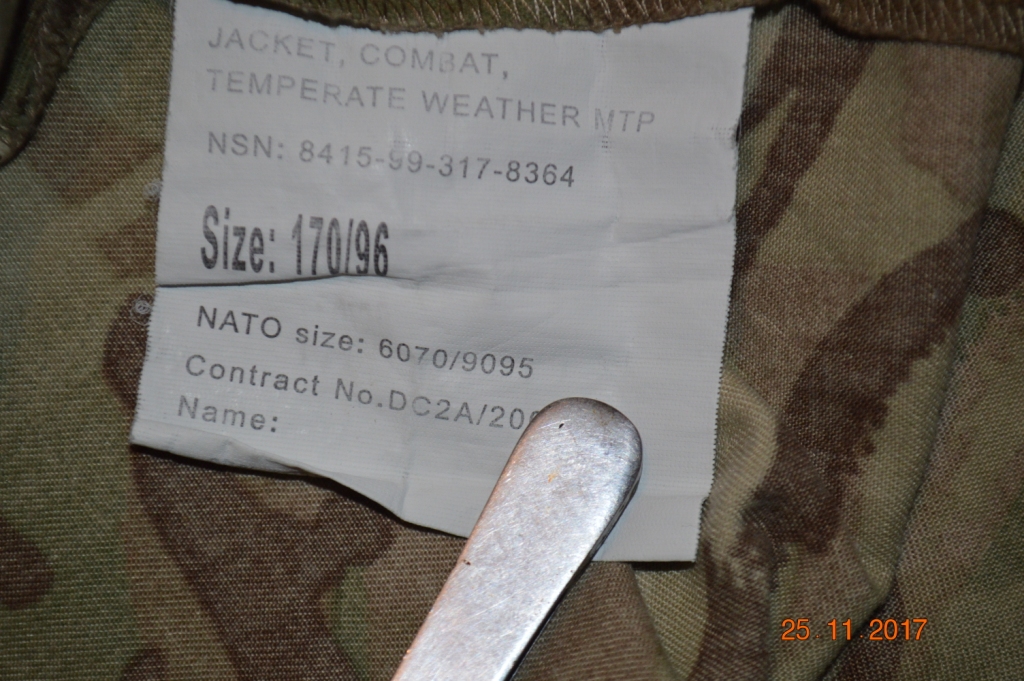 JACKET, COMBAT,
TEMPERATE WEATHER MTP
NSN: 8415-99-317-8364
Size: 170/96
NATO size: 6070/9095
Contract No.DC2A/20
Name:
25 11 2017